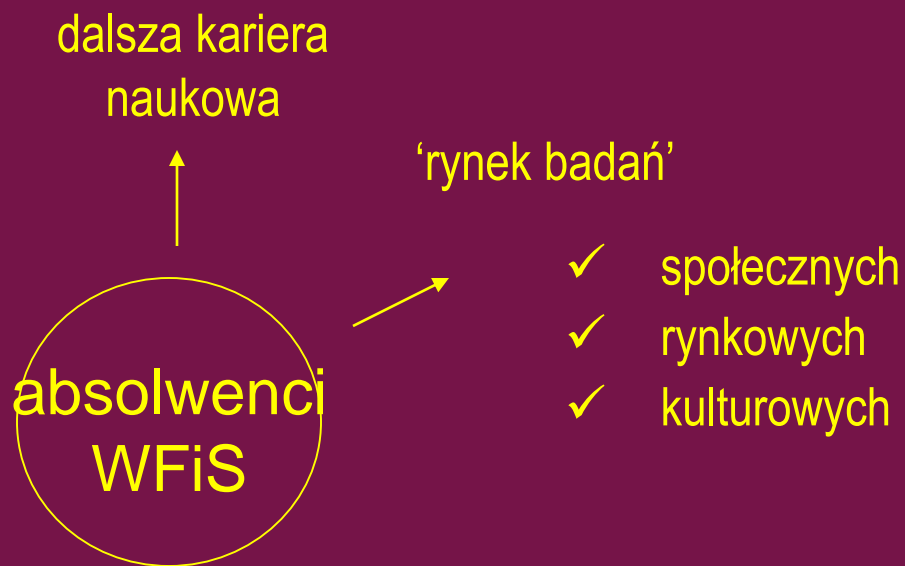 dalsza kariera
naukowa
‘rynek badań’
✓ społecznych
✓ rynkowych
✓ kulturowych
absolwenci
WFiS